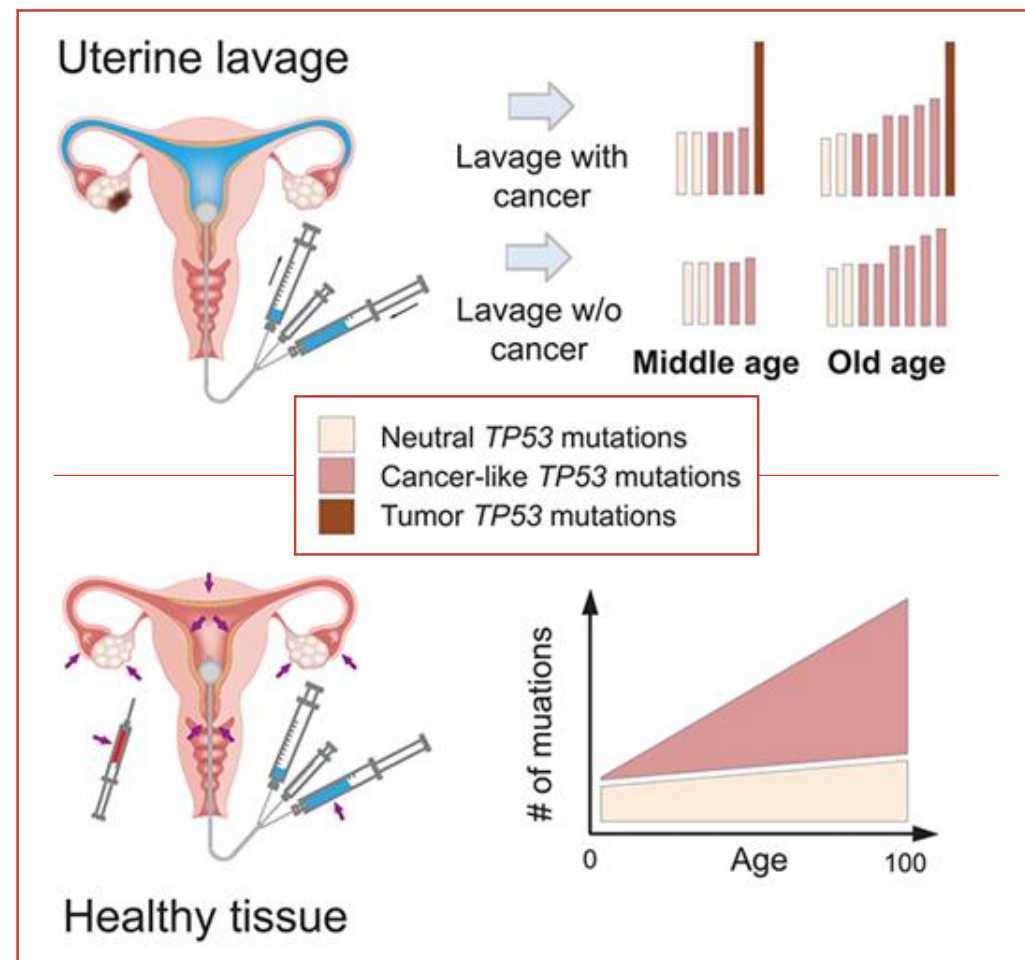 Uterine lavage
Lavage with
cancer
Lavage w/o
cancer
Middle age
Old age
Neutral TP53 mutations
Cancer-like TP53 mutations
Tumor TP53 mutations
# of muations
0
Age
100
Healthy tissue